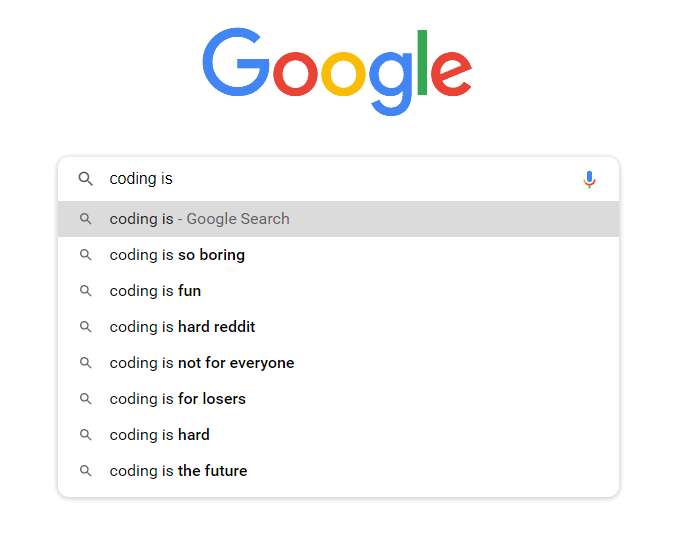 Google
coding is
coding is - Google Search
coding is so boring
coding is fun
coding is hard reddit
coding is not for everyone
coding is for losers
coding is hard
coding is the future